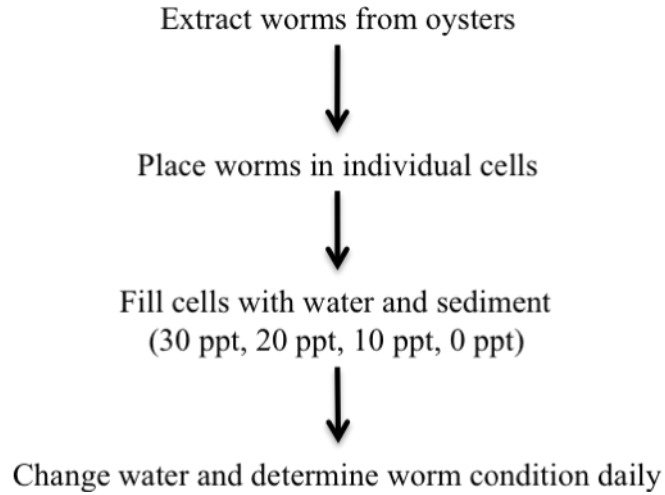 Extract worms from oysters
Place worms in individual cells
Fill cells with water and sediment
(30 ppt, 20 ppt, 10 ppt, 0 ppt)
Change water and determine worm condition daily